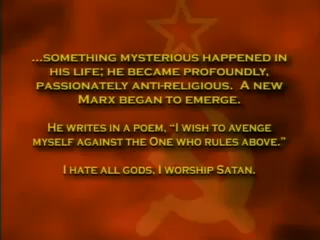 ...something mysterious happened in
his life; he became profoundly,
passionately anti-religious. A new
Marx began to emerge.
He writes in a poem, “I wish to avenge
myself against the One who rules above.”
I hate all gods, I worship Satan.